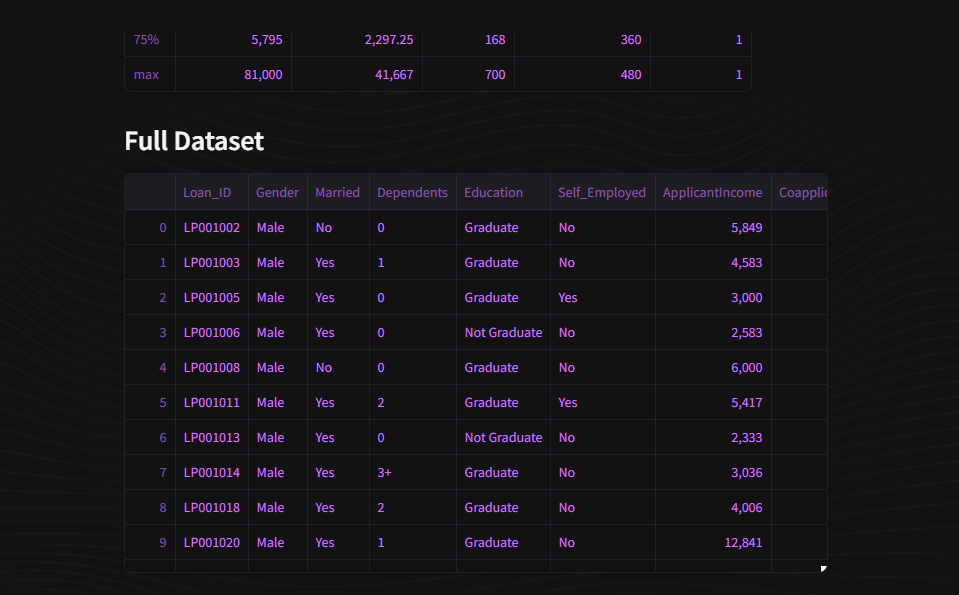 75% 5,795 2,297.25 168 360 1
max 81,000 41,667 700 480 1
Full Dataset
Loan_ID Gender Married Dependents Education Self_Employed ApplicantIncome Coapplic
0 LP001002 Male No 0 Graduate No 5,849
1 LP001003 Male Yes 1 Graduate No 4,583
2 LP001005 Male Yes 0 Graduate Yes 3,000
3 LP001006 Male Yes 0 Not Graduate No 2,583
4 LP001008 Male No 0 Graduate No 6,000
5 LP001011 Male Yes 2 Graduate Yes 5,417
6 LP001013 Male Yes 0 Not Graduate No 2,333
7 LP001014 Male Yes 3+ Graduate No 3,036
8 LP001018 Male Yes 2 Graduate No 4,006
9 LP001020 Male Yes 1 Graduate No 12,841